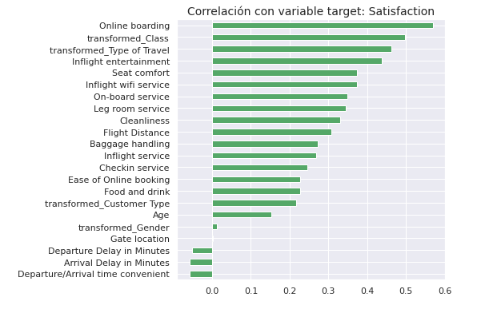 Correlación con variable target: Satisfaction
Online boarding
transformed_Class
transformed_Type of Travel
Inflight entertainment
Seat comfort
Inflight wifi service
On-board service
Leg room service
Cleanliness
Flight Distance
Baggage handling
Inflight service
Checkin service
Ease of Online booking
Food and drink
transformed_Customer Type
Age
transformed_Gender
Gate location
Departure Delay in Minutes
Arrival Delay in Minutes
Departure/Arrival time convenient
0.0 0.1 0.2 0.3 0.4 0.5 0.6